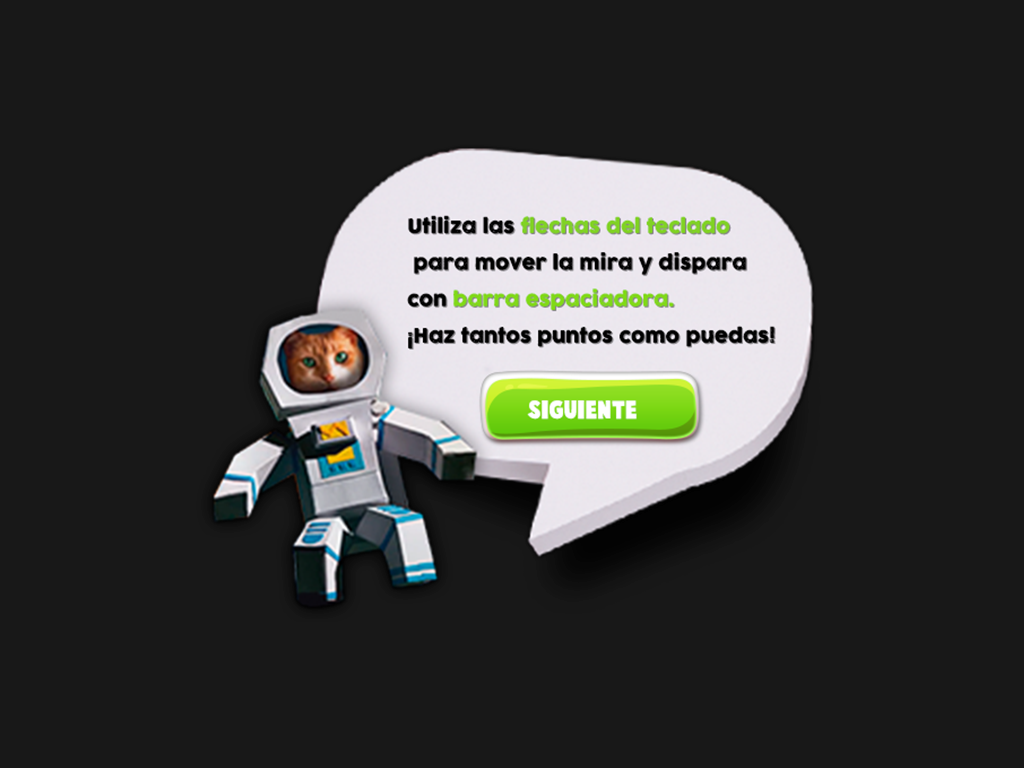 Utiliza las flechas del teclado
para mover la mira y dispara
con barra espaciadora.
¡Haz tantos puntos como puedas!
SIGUIENTE